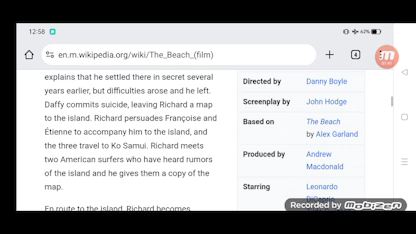 12:58
62%
en.m.wikipedia.org/wiki/The_Beach_(film)
4
explains that he settled there in secret several
years earlier, but difficulties arose and he left.
Daffy commits suicide, leaving Richard a map
to the island. Richard persuades Françoise and
Étienne to accompany him to the island, and
the three travel to Ko Samui. Richard meets
two American surfers who have heard rumors
of the island and he gives them a copy of the
map.
En route to the island, Richard becomes
Directed by Danny Boyle
Screenplay by John Hodge
Based on The Beach
by Alex Garland
Produced by Andrew
Macdonald
Starring Leonardo
Recorded by Mobizen